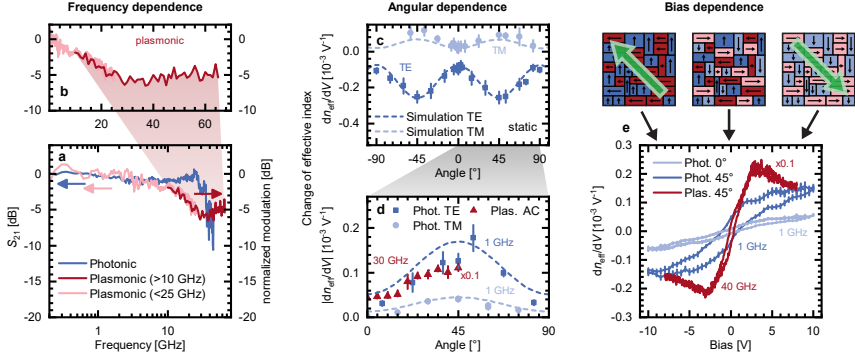 Frequency dependence
Angular dependence
Bias dependence
0
-5
-10
b
plasmonic
0
-5
-10
20
40
60
a
5
0
-5
-10
-15
-20
S21 [dB]
5
0
-5
-10
-15
-20
normalized modulation [dB]
Photonic
Plasmonic (>10 GHz)
Plasmonic (<25 GHz)
1
10
Frequency [GHz]
Change of effective index
c
0.0
-0.2
-0.4
dneff/dV [10-3 V-1]
TE
TM
Simulation TE
Simulation TM
static
-90
-45
0
45
90
Angle [°]
d
Phot. TE
Plas. AC
Phot. TM
0.2
0.1
0.0
|dneff/dV| [10-3 V-1]
30 GHz
1 GHz
x0.1
1 GHz
0
45
90
Angle [°]
e
0.3
0.2
0.1
0.0
-0.1
-0.2
-0.3
dneff/dV [10-3 V-1]
Phot. 0°
Phot. 45°
Plas. 45°
x0.1
1 GHz
1 GHz
40 GHz
-10
-5
0
5
10
Bias [V]